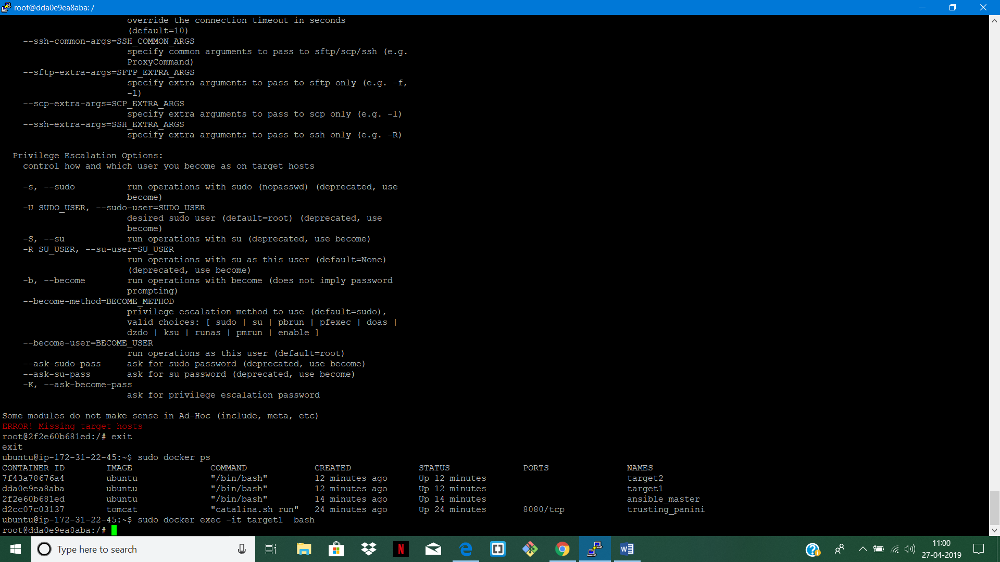 root@dda0e9ea8aba: /
override the connection timeout in seconds
(default=10)
--ssh-common-args=SSH_COMMON_ARGS
specify common arguments to pass to sftp/scp/ssh (e.g.
ProxyCommand)
--sftp-extra-args=SFTP_EXTRA_ARGS
specify extra arguments to pass to sftp only (e.g. -f,
-l)
--scp-extra-args=SCP_EXTRA_ARGS
specify extra arguments to pass to scp only (e.g. -l)
--ssh-extra-args=SSH_EXTRA_ARGS
specify extra arguments to pass to ssh only (e.g. -R)
Privilege Escalation Options:
control how and which user you become as on target hosts
-s, --sudo run operations with sudo (nopasswd) (deprecated, use
become)
-U SUDO_USER, --sudo-user=SUDO_USER
desired sudo user (default=root) (deprecated, use
become)
-S, --su run operations with su (deprecated, use become)
-R SU_USER, --su-user=SU_USER
run operations with su as this user (default=None)
(deprecated, use become)
-b, --become run operations with become (does not imply password
prompting)
--become-method=BECOME_METHOD
privilege escalation method to use (default=sudo),
valid choices: [ sudo | su | pbrun | pfexec | doas |
dzdo | ksu | runas | pmrun | enable ]
--become-user=BECOME_USER
run operations as this user (default=root)
--ask-sudo-pass ask for sudo password (deprecated, use become)
--ask-su-pass ask for su password (deprecated, use become)
-K, --ask-become-pass
ask for privilege escalation password
Some modules do not make sense in Ad-Hoc (include, meta, etc)
ERROR! Missing target hosts
root@2f2e60b681ed:/# exit
exit
ubuntu@ip-172-31-22-45:~$ sudo docker ps
CONTAINER ID IMAGE COMMAND CREATED STATUS PORTS NAMES
7f43a78676a4 ubuntu "/bin/bash" 12 minutes ago Up 12 minutes target2
dda0e9ea8aba ubuntu "/bin/bash" 12 minutes ago Up 12 minutes target1
2f2e60b681ed ubuntu "/bin/bash" 14 minutes ago Up 14 minutes ansible_master
d2cc07c03137 tomcat "catalina.sh run" 24 minutes ago Up 24 minutes 8080/tcp trusting_panini
ubuntu@ip-172-31-22-45:~$ sudo docker exec -it target1  bash
root@dda0e9ea8aba:/#
Type here to search
11:00
27-04-2019